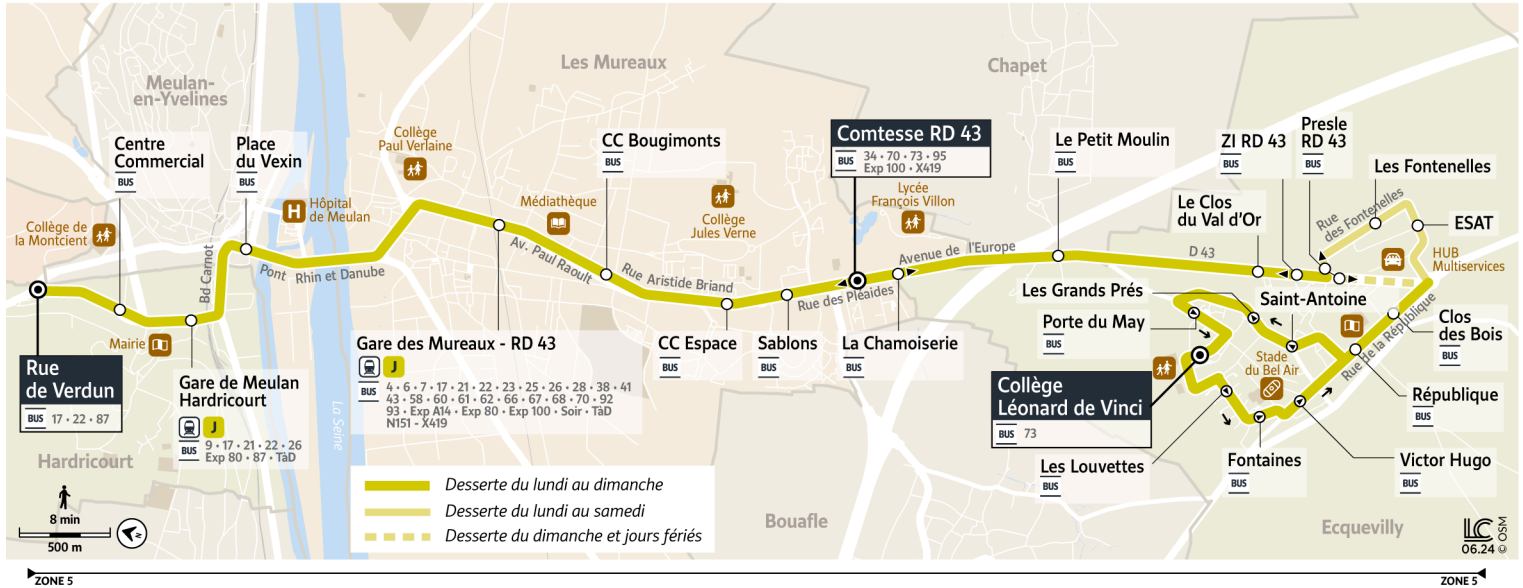 Meulan-
en-Yvelines
Les Mureaux
Chapet
Centre
Commercial
BUS
Place
du Vexin
BUS
Collège
Paul Verlaine
CC Bougimonts
BUS
Comtesse RD 43
BUS
34 • 70 • 73 • 95
Exp 100 • X419
Le Petit Moulin
BUS
ZI RD 43
BUS
Presle
RD 43
BUS
Les Fontenelles
ESAT
Collège de
la Montcient
H
Hôpital
de Meulan
Médiathèque
Collège
Jules Verne
Lycée
François Villon
Le Clos
du Val d'Or
Rue
des Fontenelles
HUB
Multiservices
Bd Carnot
Pont Rhin et Danube
Av. Paul Raoult
Rue Aristide Briand
Rue des Pléaides
Avenue de l'Europe
D 43
Rue de la République
Mairie
Rue
de Verdun
BUS
17 • 22 • 87
Gare de Meulan
Hardricourt
J
BUS
9 • 17 • 21 • 22 • 26
Exp 80 • 87 • TàD
La Seine
Gare des Mureaux - RD 43
J
BUS
4 • 6 • 7 • 17 • 21 • 22 • 23 • 25 • 26 • 28 • 38 • 41
43 • 58 • 60 • 61 • 62 • 66 • 67 • 68 • 70 • 92
93 • Exp A14 • Exp 80 • Exp 100 • Soir • TàD
N151 - X419
CC Espace
BUS
Sablons
BUS
La Chamoiserie
BUS
Les Grands Prés
Porte du May
BUS
Saint-Antoine
Stade
du Bel Air
Clos
des Bois
BUS
Collège
Léonard de Vinci
BUS
73
République
BUS
Les Louvettes
BUS
Fontaines
BUS
Victor Hugo
BUS
Hardricourt
Bouafle
Ecquevilly
Desserte du lundi au dimanche
Desserte du lundi au samedi
Desserte du dimanche et jours fériés
8 min
500 m
LC
06.24 © OSM
ZONE 5
ZONE 5